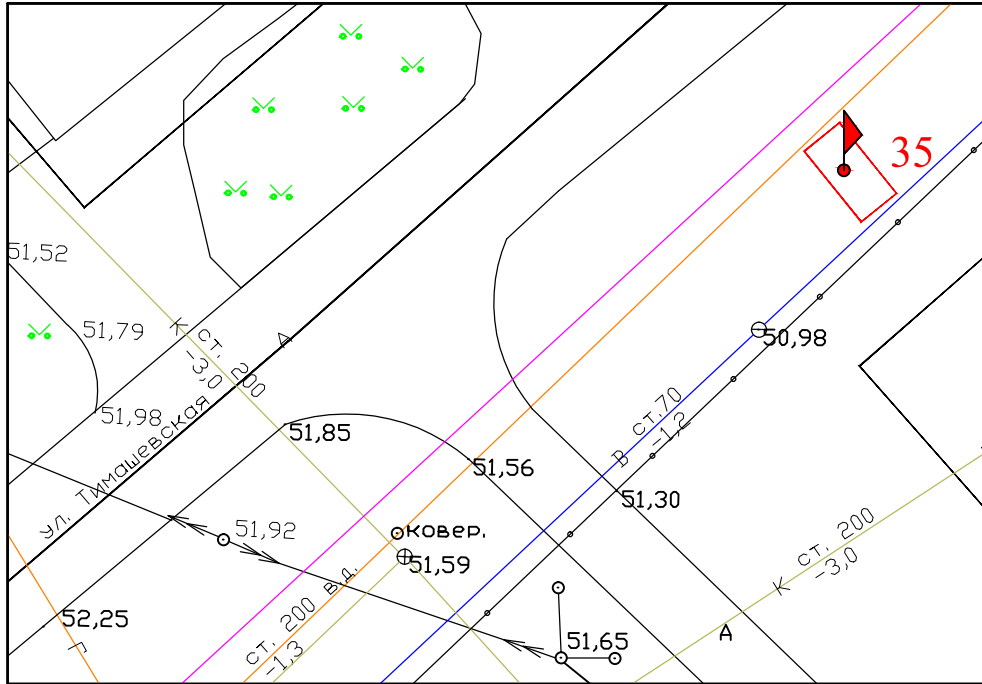 35
51,52
51,79
К ст. 200
-3,0
А
50,98
51,98
51,85
В ст.70
-1,2
ул. Тимашевская
51,56
51,30
51,92
ковер.
51,59
К ст. 200
-3,0
ст. 200 в.д.
-1,3
52,25
Г
51,65
А